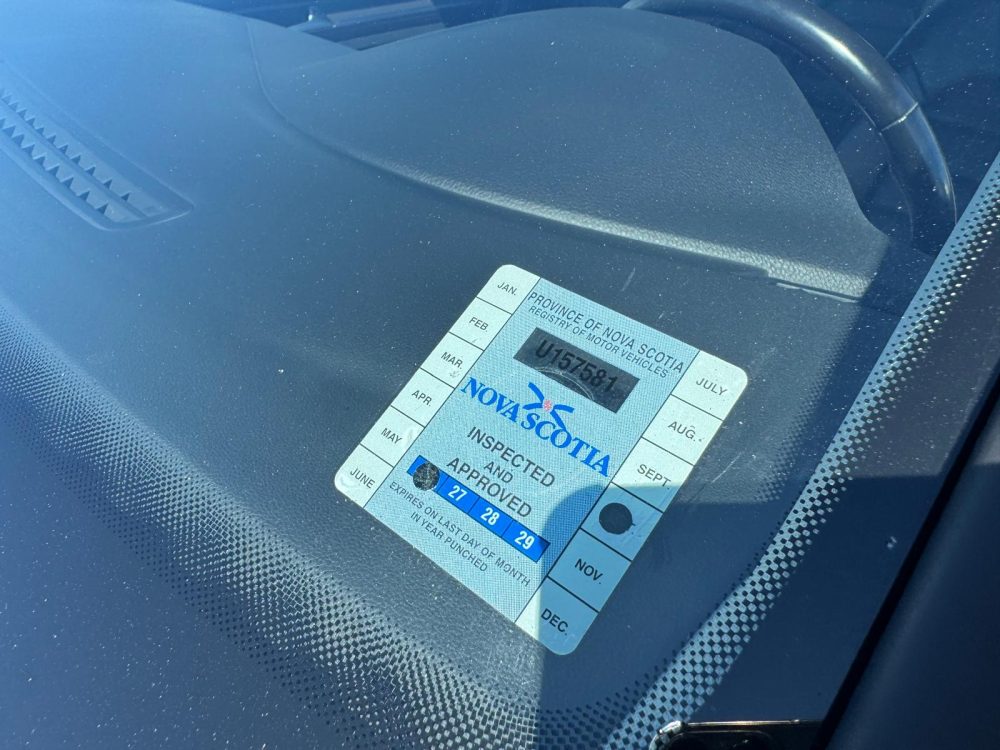 PROVINCE OF NOVA SCOTIA
REGISTRY OF MOTOR VEHICLES
U157581
NOVA SCOTIA
INSPECTED
AND
APPROVED
27 28 29
EXPIRES ON LAST DAY OF MONTH
IN YEAR PUNCHED
JAN.
FEB.
MAR.
APR.
MAY
JUNE
JULY
AUG.
SEPT.
NOV.
DEC.